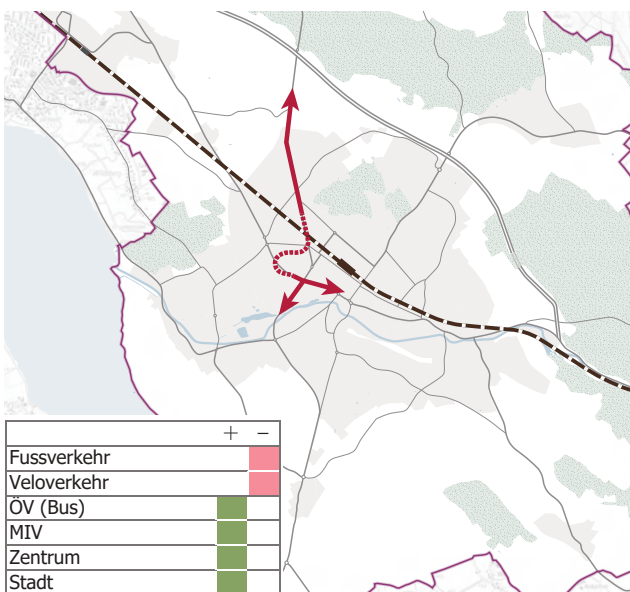 + −
Fussverkehr
Veloverkehr
ÖV (Bus)
MIV
Zentrum
Stadt